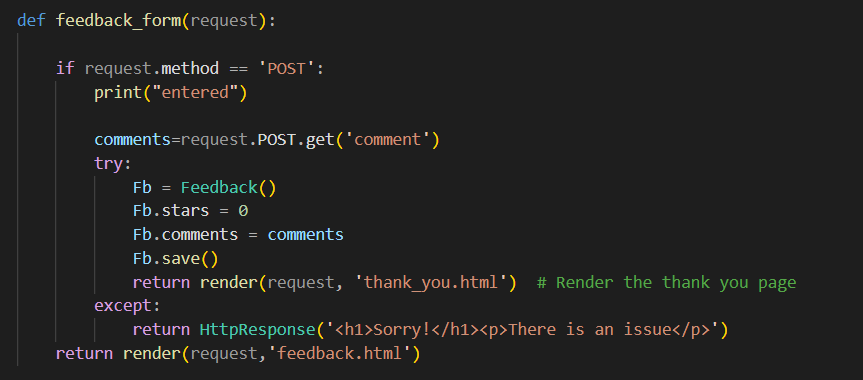 def feedback_form(request):
    if request.method == 'POST':
        print("entered")
        comments=request.POST.get('comment')
        try:
            Fb = Feedback()
            Fb.stars = 0
            Fb.comments = comments
            Fb.save()
            return render(request, 'thank_you.html')  # Render the thank you page
        except:
            return HttpResponse('<h1>Sorry!</h1><p>There is an issue</p>')
    return render(request,'feedback.html')